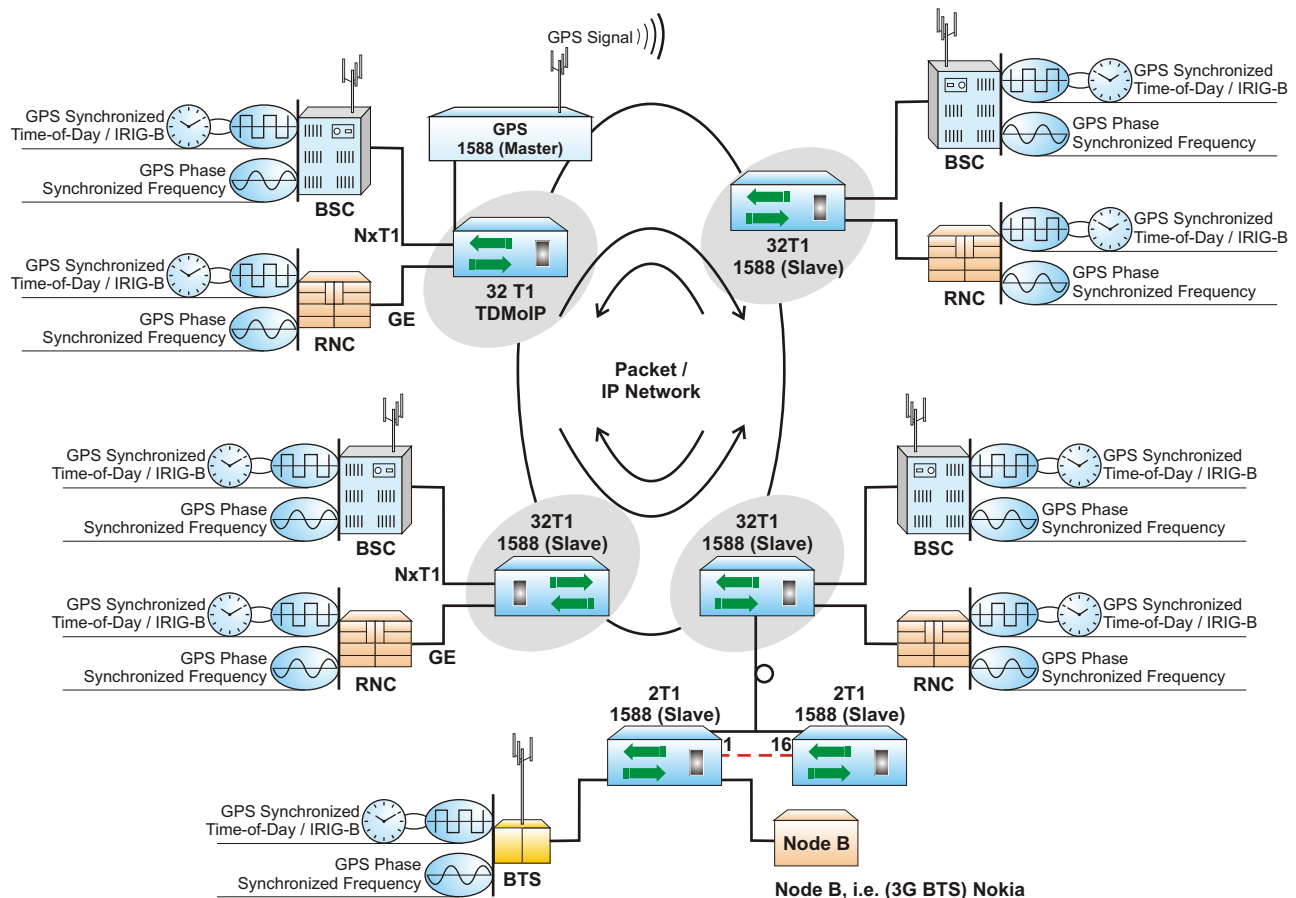 GPS Signal
GPS Synchronized
Time-of-Day / IRIG-B
GPS Phase
Synchronized Frequency
BSC
GPS
1588 (Master)
NxT1
32 T1
TDMoIP
GPS Synchronized
Time-of-Day / IRIG-B
GPS Phase
Synchronized Frequency
RNC
GE
GPS Synchronized
Time-of-Day / IRIG-B
GPS Phase
Synchronized Frequency
BSC
32T1
1588 (Slave)
GPS Synchronized
Time-of-Day / IRIG-B
GPS Phase
Synchronized Frequency
RNC
Packet /
IP Network
GPS Synchronized
Time-of-Day / IRIG-B
GPS Phase
Synchronized Frequency
BSC
NxT1
32T1
1588 (Slave)
GPS Synchronized
Time-of-Day / IRIG-B
GPS Phase
Synchronized Frequency
RNC
GE
32T1
1588 (Slave)
GPS Synchronized
Time-of-Day / IRIG-B
GPS Phase
Synchronized Frequency
BSC
GPS Synchronized
Time-of-Day / IRIG-B
GPS Phase
Synchronized Frequency
RNC
2T1
1588 (Slave)
2T1
1588 (Slave)
1
16
GPS Synchronized
Time-of-Day / IRIG-B
GPS Phase
Synchronized Frequency
BTS
Node B
Node B, i.e. (3G BTS) Nokia